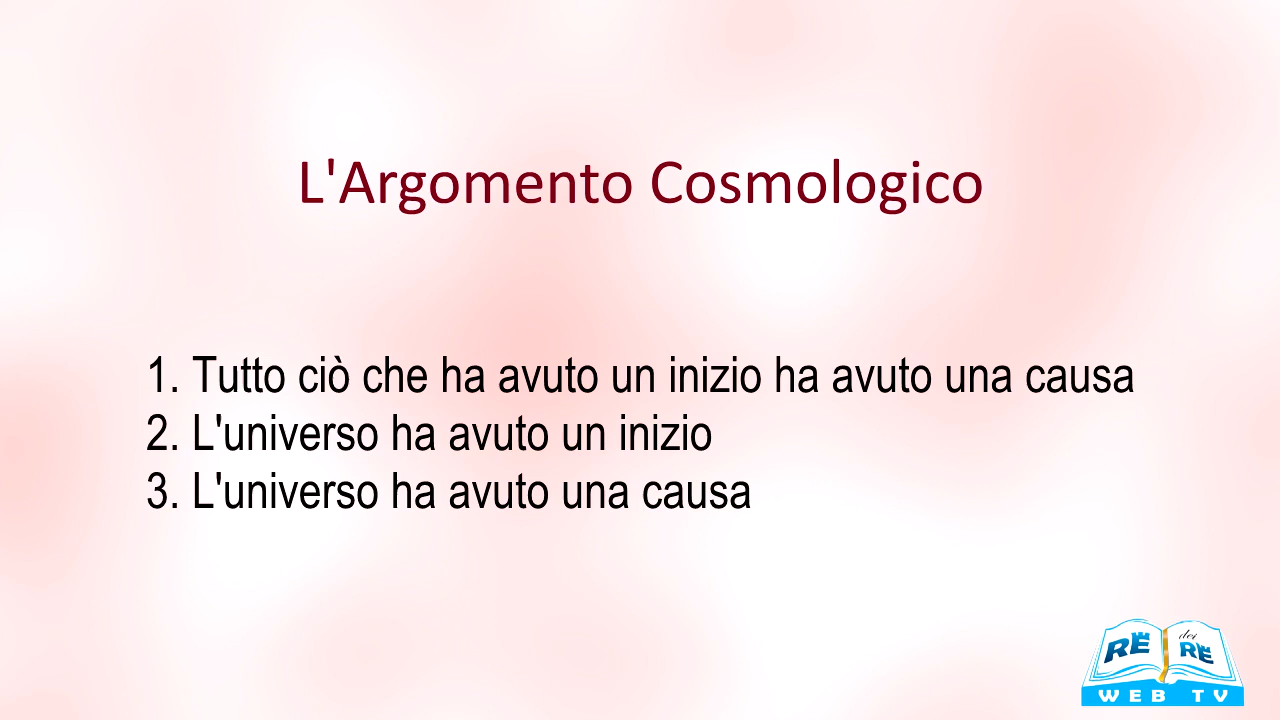 L'Argomento Cosmologico
1. Tutto ciò che ha avuto un inizio ha avuto una causa
2. L'universo ha avuto un inizio
3. L'universo ha avuto una causa
RE dei RE
WEB TV